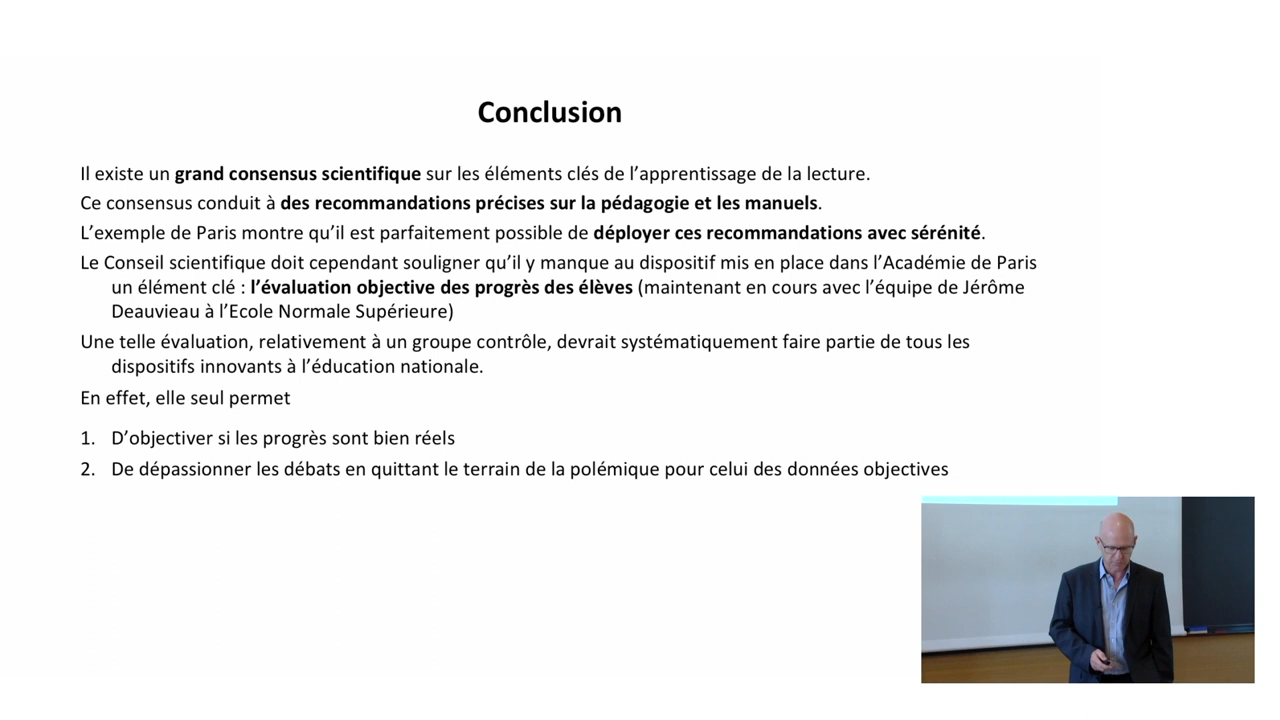 Conclusion
Il existe un grand consensus scientifique sur les éléments clés de l’apprentissage de la lecture.
Ce consensus conduit à des recommandations précises sur la pédagogie et les manuels.
L’exemple de Paris montre qu’il est parfaitement possible de déployer ces recommandations avec sérénité.
Le Conseil scientifique doit cependant souligner qu’il y manque au dispositif mis en place dans l’Académie de Paris
un élément clé : l’évaluation objective des progrès des élèves (maintenant en cours avec l’équipe de Jérôme
Deauvieau à l’Ecole Normale Supérieure)
Une telle évaluation, relativement à un groupe contrôle, devrait systématiquement faire partie de tous les
dispositifs innovants à l’éducation nationale.
En effet, elle seul permet
1. D’objectiver si les progrès sont bien réels
2. De dépassionner les débats en quittant le terrain de la polémique pour celui des données objectives